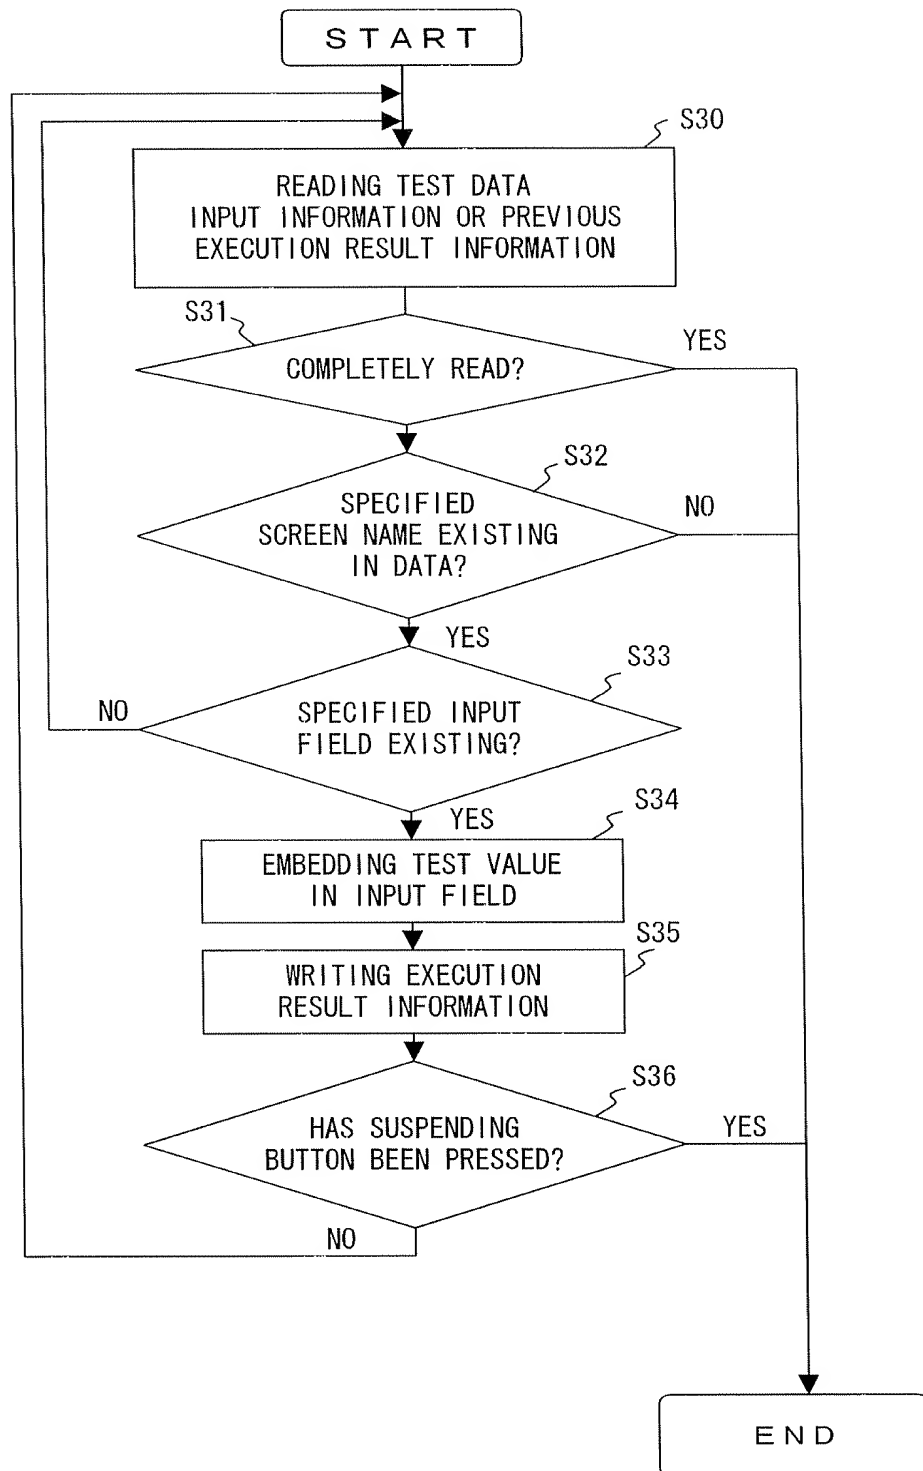 START
S30
READING TEST DATA
INPUT INFORMATION OR PREVIOUS
EXECUTION RESULT INFORMATION
S31
YES
COMPLETELY READ?
S32
SPECIFIED
SCREEN NAME EXISTING
IN DATA?
NO
YES
S33
NO
SPECIFIED INPUT
FIELD EXISTING?
YES
S34
EMBEDDING TEST VALUE
IN INPUT FIELD
S35
WRITING EXECUTION
RESULT INFORMATION
S36
HAS SUSPENDING
BUTTON BEEN PRESSED?
YES
NO
END